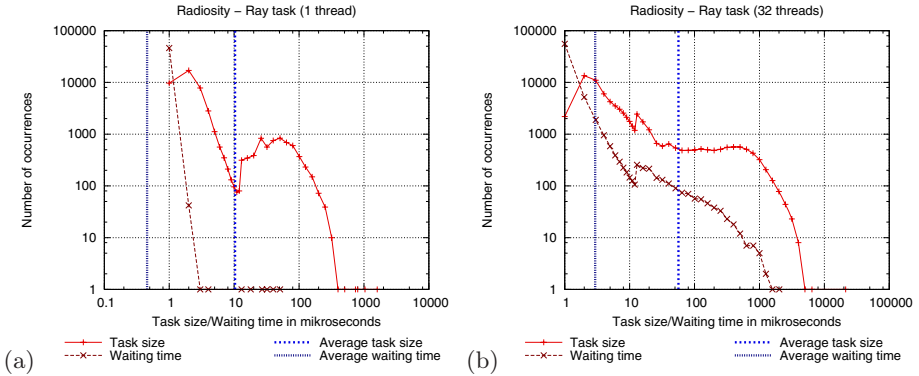 Radiosity − Ray task (1 thread)
Number of occurrences
100000
10000
1000
100
10
1
0.1
1
10
100
1000
10000
Task size/Waiting time in mikroseconds
Task size
Waiting time
Average task size
Average waiting time
(a)
Radiosity − Ray task (32 threads)
Number of occurrences
100000
10000
1000
100
10
1
1
10
100
1000
10000
100000
Task size/Waiting time in mikroseconds
Task size
Waiting time
Average task size
Average waiting time
(b)